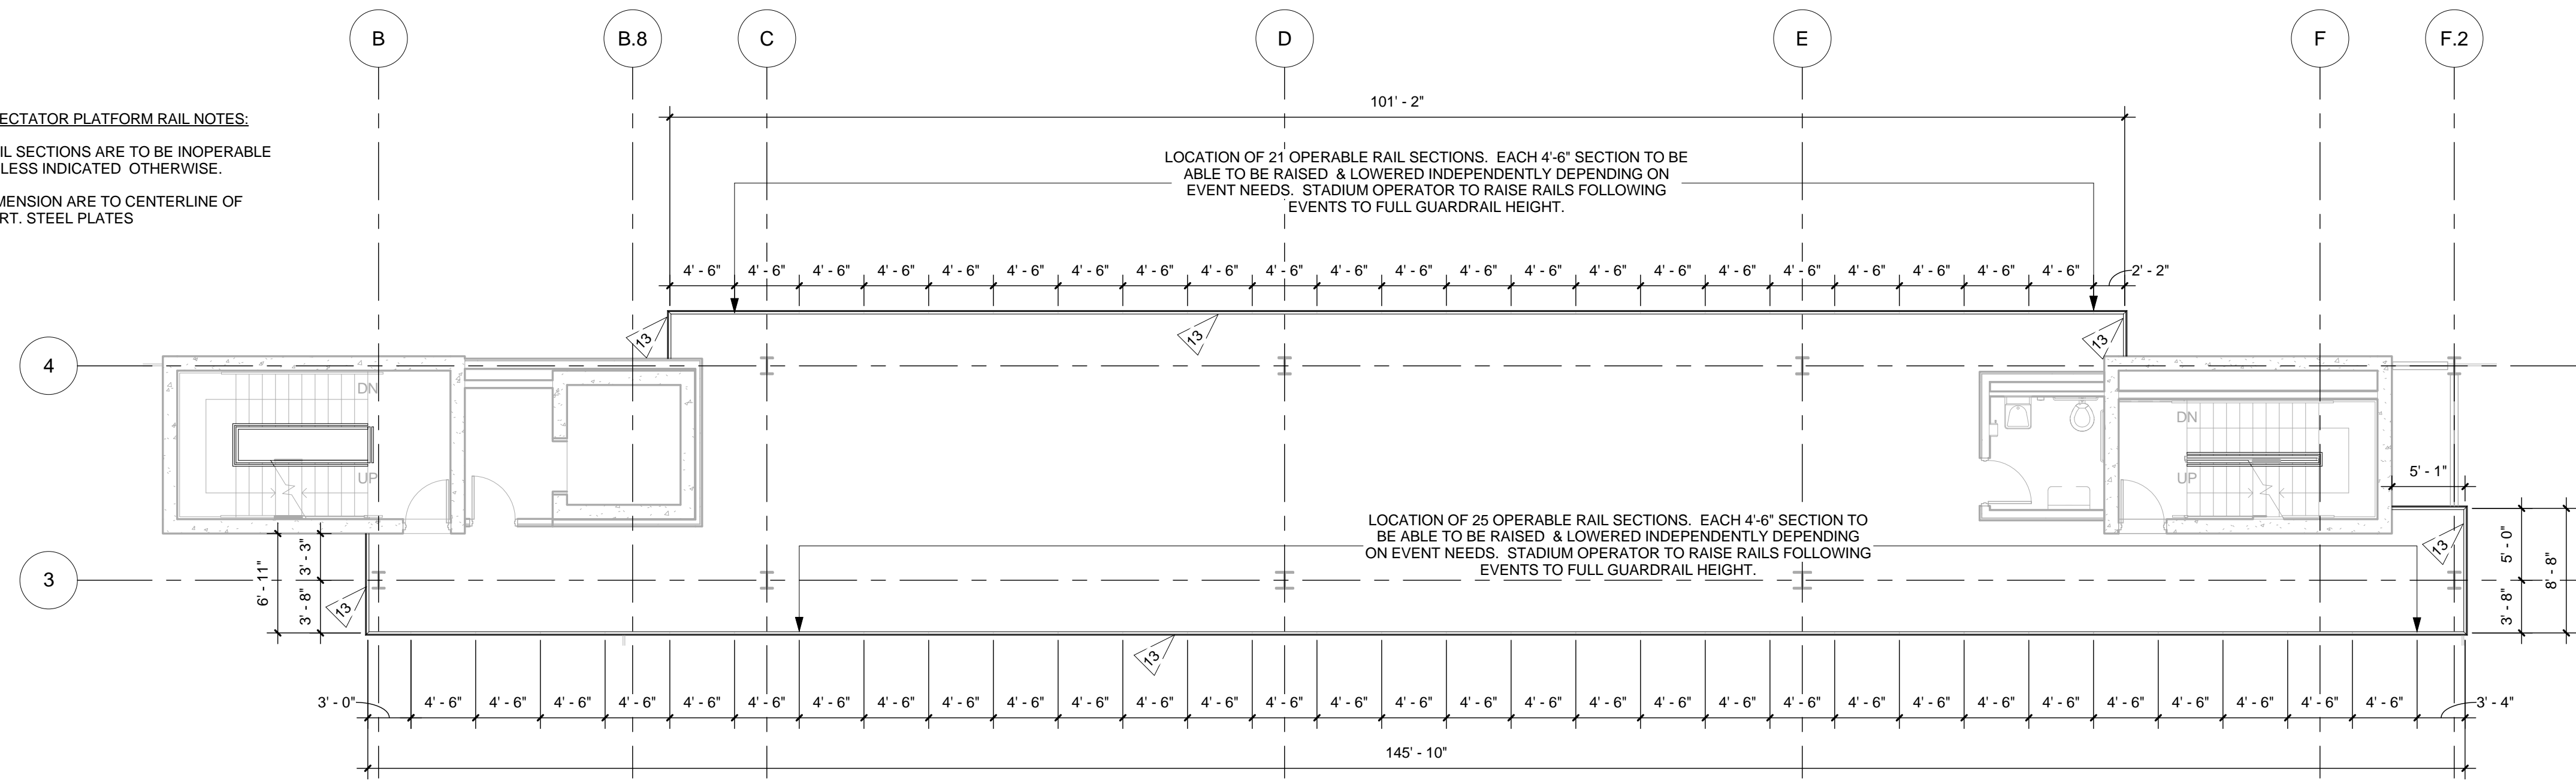 B
B.8
C
D
E
F
F.2
ECTATOR PLATFORM RAIL NOTES:
IL SECTIONS ARE TO BE INOPERABLE
LESS INDICATED OTHERWISE.
MENSION ARE TO CENTERLINE OF
RT. STEEL PLATES
101' - 2"
LOCATION OF 21 OPERABLE RAIL SECTIONS. EACH 4'-6" SECTION TO BE
ABLE TO BE RAISED & LOWERED INDEPENDENTLY DEPENDING ON
EVENT NEEDS. STADIUM OPERATOR TO RAISE RAILS FOLLOWING
EVENTS TO FULL GUARDRAIL HEIGHT.
4' - 6" 4' - 6" 4' - 6" 4' - 6" 4' - 6" 4' - 6" 4' - 6" 4' - 6" 4' - 6" 4' - 6" 4' - 6" 4' - 6" 4' - 6" 4' - 6" 4' - 6" 4' - 6" 4' - 6" 4' - 6" 4' - 6" 4' - 6" 4' - 6" 4' - 6" 2' - 2"
13
13
13
4
DN
UP
DN
UP
5' - 1"
LOCATION OF 25 OPERABLE RAIL SECTIONS. EACH 4'-6" SECTION TO
BE ABLE TO BE RAISED & LOWERED INDEPENDENTLY DEPENDING
ON EVENT NEEDS. STADIUM OPERATOR TO RAISE RAILS FOLLOWING
EVENTS TO FULL GUARDRAIL HEIGHT.
3
6' - 11"
3' - 3"
3' - 8"
13
13
13
5' - 0"
3' - 8"
8' - 8"
3' - 0" 4' - 6" 4' - 6" 4' - 6" 4' - 6" 4' - 6" 4' - 6" 4' - 6" 4' - 6" 4' - 6" 4' - 6" 4' - 6" 4' - 6" 4' - 6" 4' - 6" 4' - 6" 4' - 6" 4' - 6" 4' - 6" 4' - 6" 4' - 6" 4' - 6" 4' - 6" 4' - 6" 4' - 6" 4' - 6" 4' - 6" 4' - 6" 4' - 6" 4' - 6" 4' - 6" 4' - 6" 3' - 4"
145' - 10"